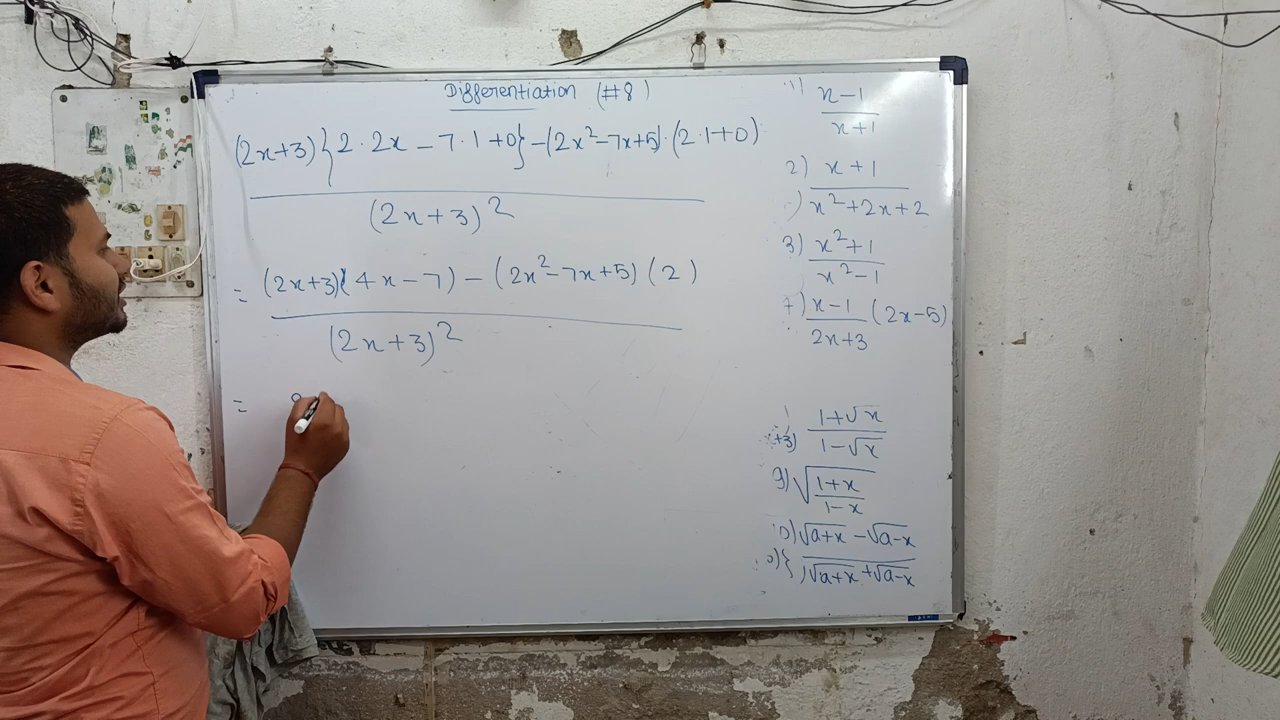 Differentiation (#8)
(2x+3){2·2x-7·1+0}-(2x²-7x+5)·(2·1+0)
(2x+3)²
= (2x+3)(4x-7)-(2x²-7x+5)(2)
(2x+3)²
= 8
1) x-1
x+1
2) x+1
x²+2x+2
3) x²+1
x²-1
x-1 (2x-5)
2x+3
1+√x
1-√x
9) √1+x
1-x
√a+x -√a-x
√a+x +√a-x